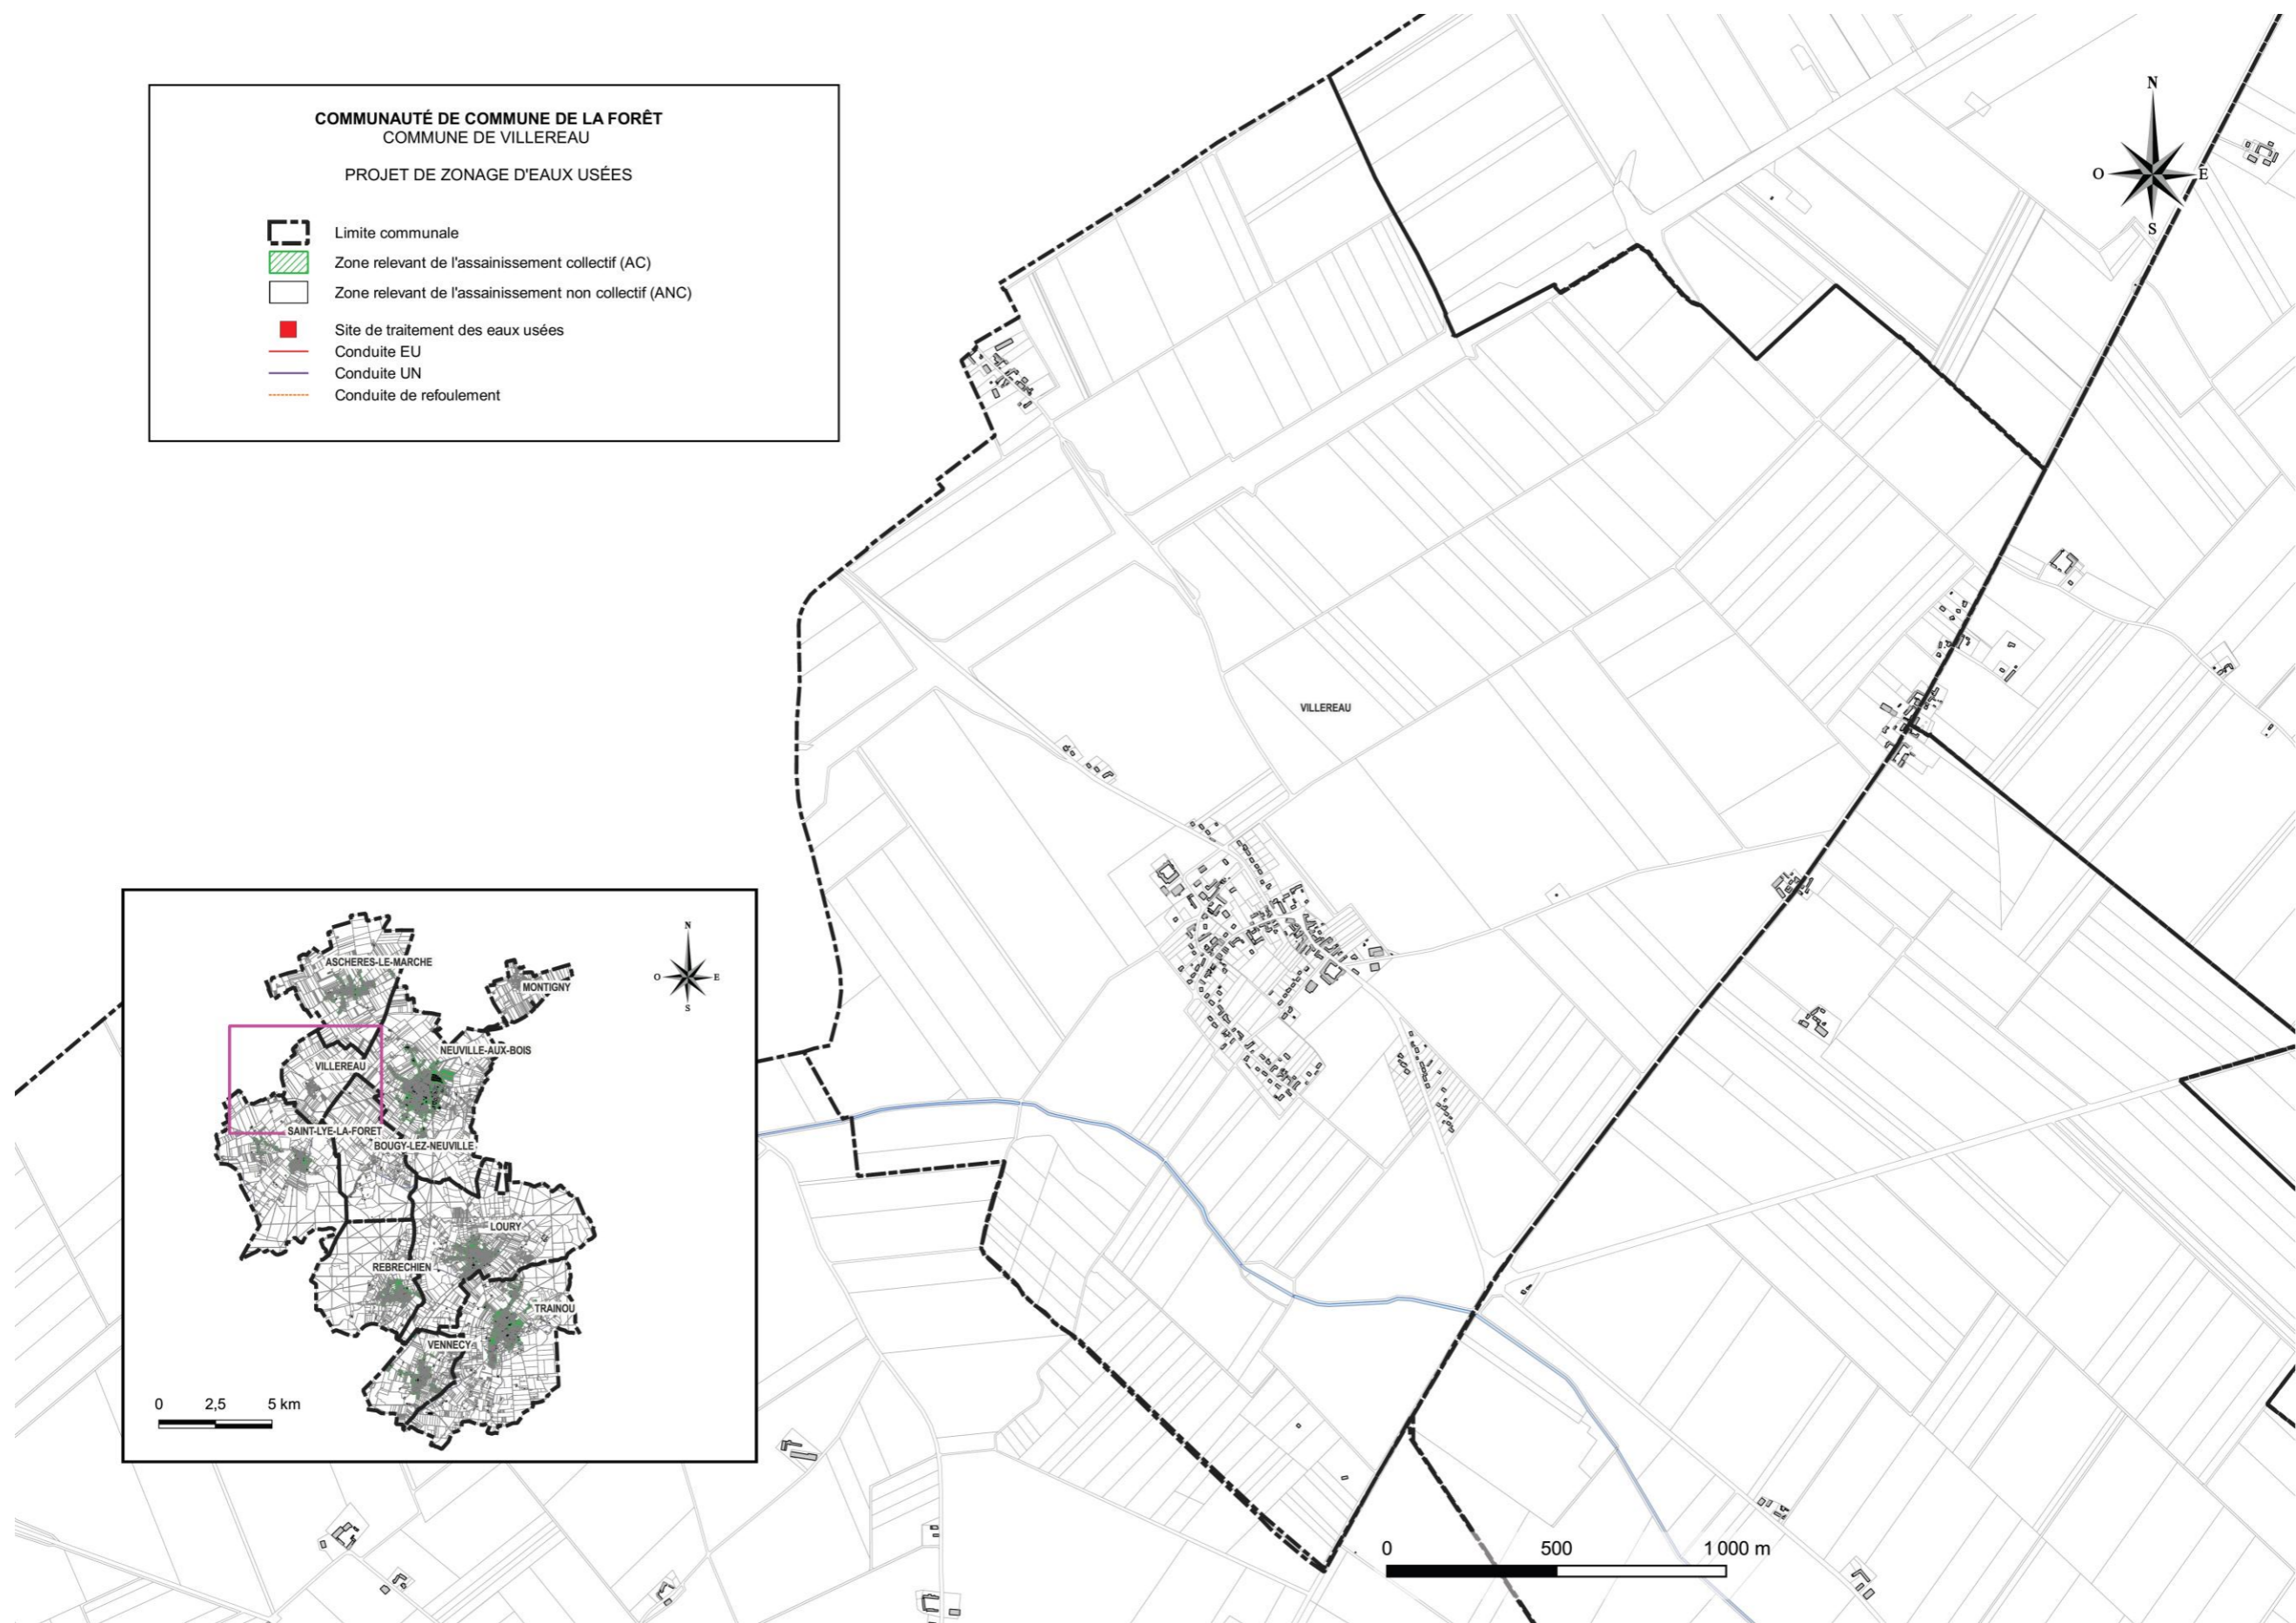 COMMUNAUTÉ DE COMMUNE DE LA FORÊT
COMMUNE DE VILLEREAU
PROJET DE ZONAGE D'EAUX USÉES
Limite communale
Zone relevant de l'assainissement collectif (AC)
Zone relevant de l'assainissement non collectif (ANC)
Site de traitement des eaux usées
Conduite EU
Conduite UN
Conduite de refoulement
N
O
É
S
VILLEREAU
N
O
E
S
ASCHERES-LE-MARCHE
MONTIGNY
NEUVILLE-AUX-BOIS
VILLEREAU
SAINT-LYE-LA-FORET
BOUGY-LEZ-NEUVILLE
LOURY
REBRECHIEN
TRAINOU
VENNECY
0 2,5 5 km
0 500 1 000 m